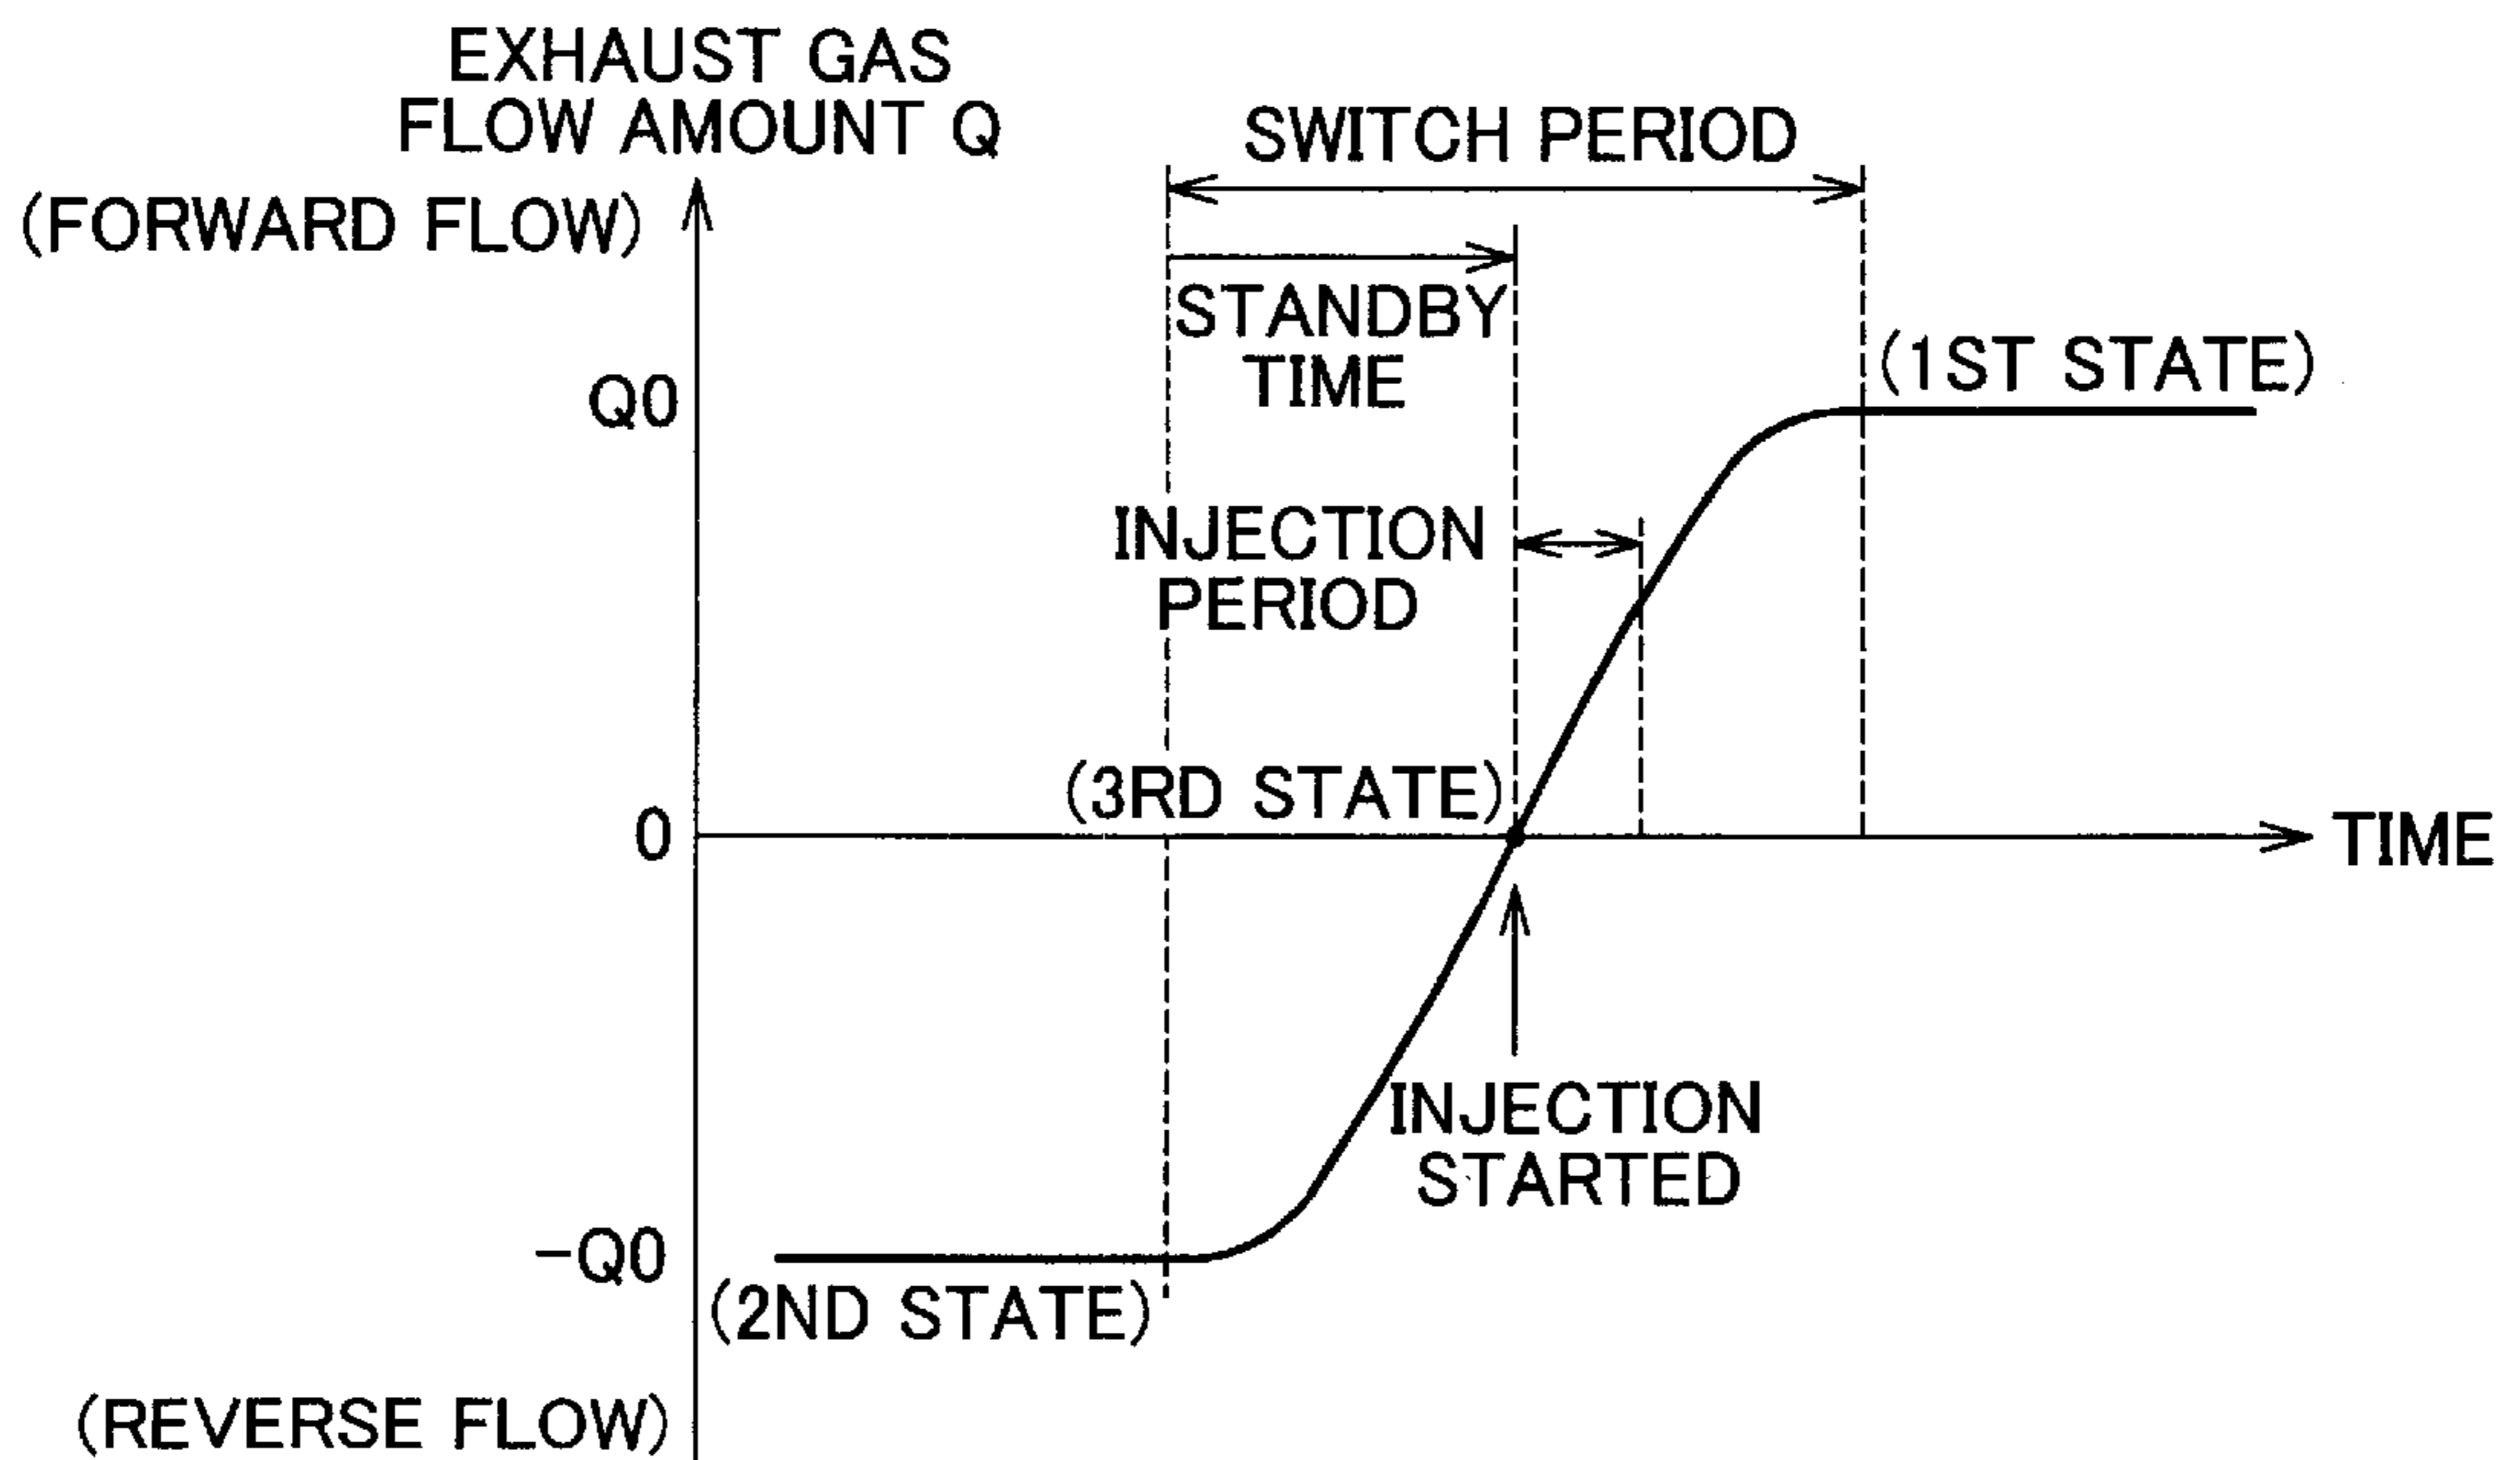 EXHAUST GAS
FLOW AMOUNT Q
(FORWARD FLOW)
SWITCH PERIOD
STANDBY
TIME
(1ST STATE)
Q0
INJECTION
PERIOD
(3RD STATE)
0
TIME
INJECTION
STARTED
-Q0
(2ND STATE)
(REVERSE FLOW)